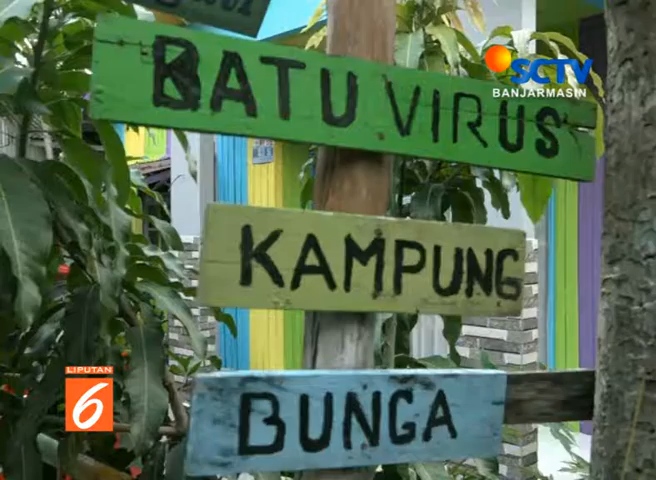 SCTV
BANJARMASIN
BATU VIRUS
KAMPUNG
BUNGA
LIPUTAN
6